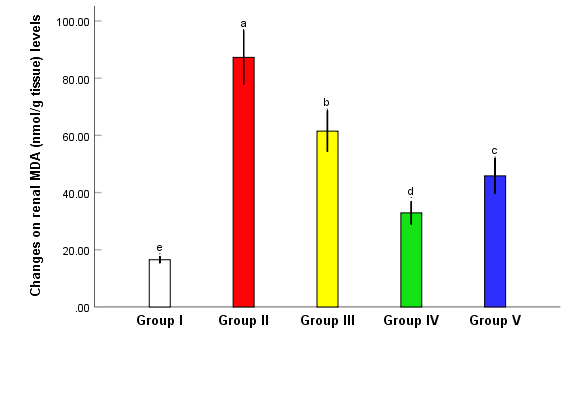 Changes on renal MDA (nmol/g tissue) levels
100.00
80.00
60.00
40.00
20.00
.00
e
a
b
d
c
Group I
Group II
Group III
Group IV
Group V